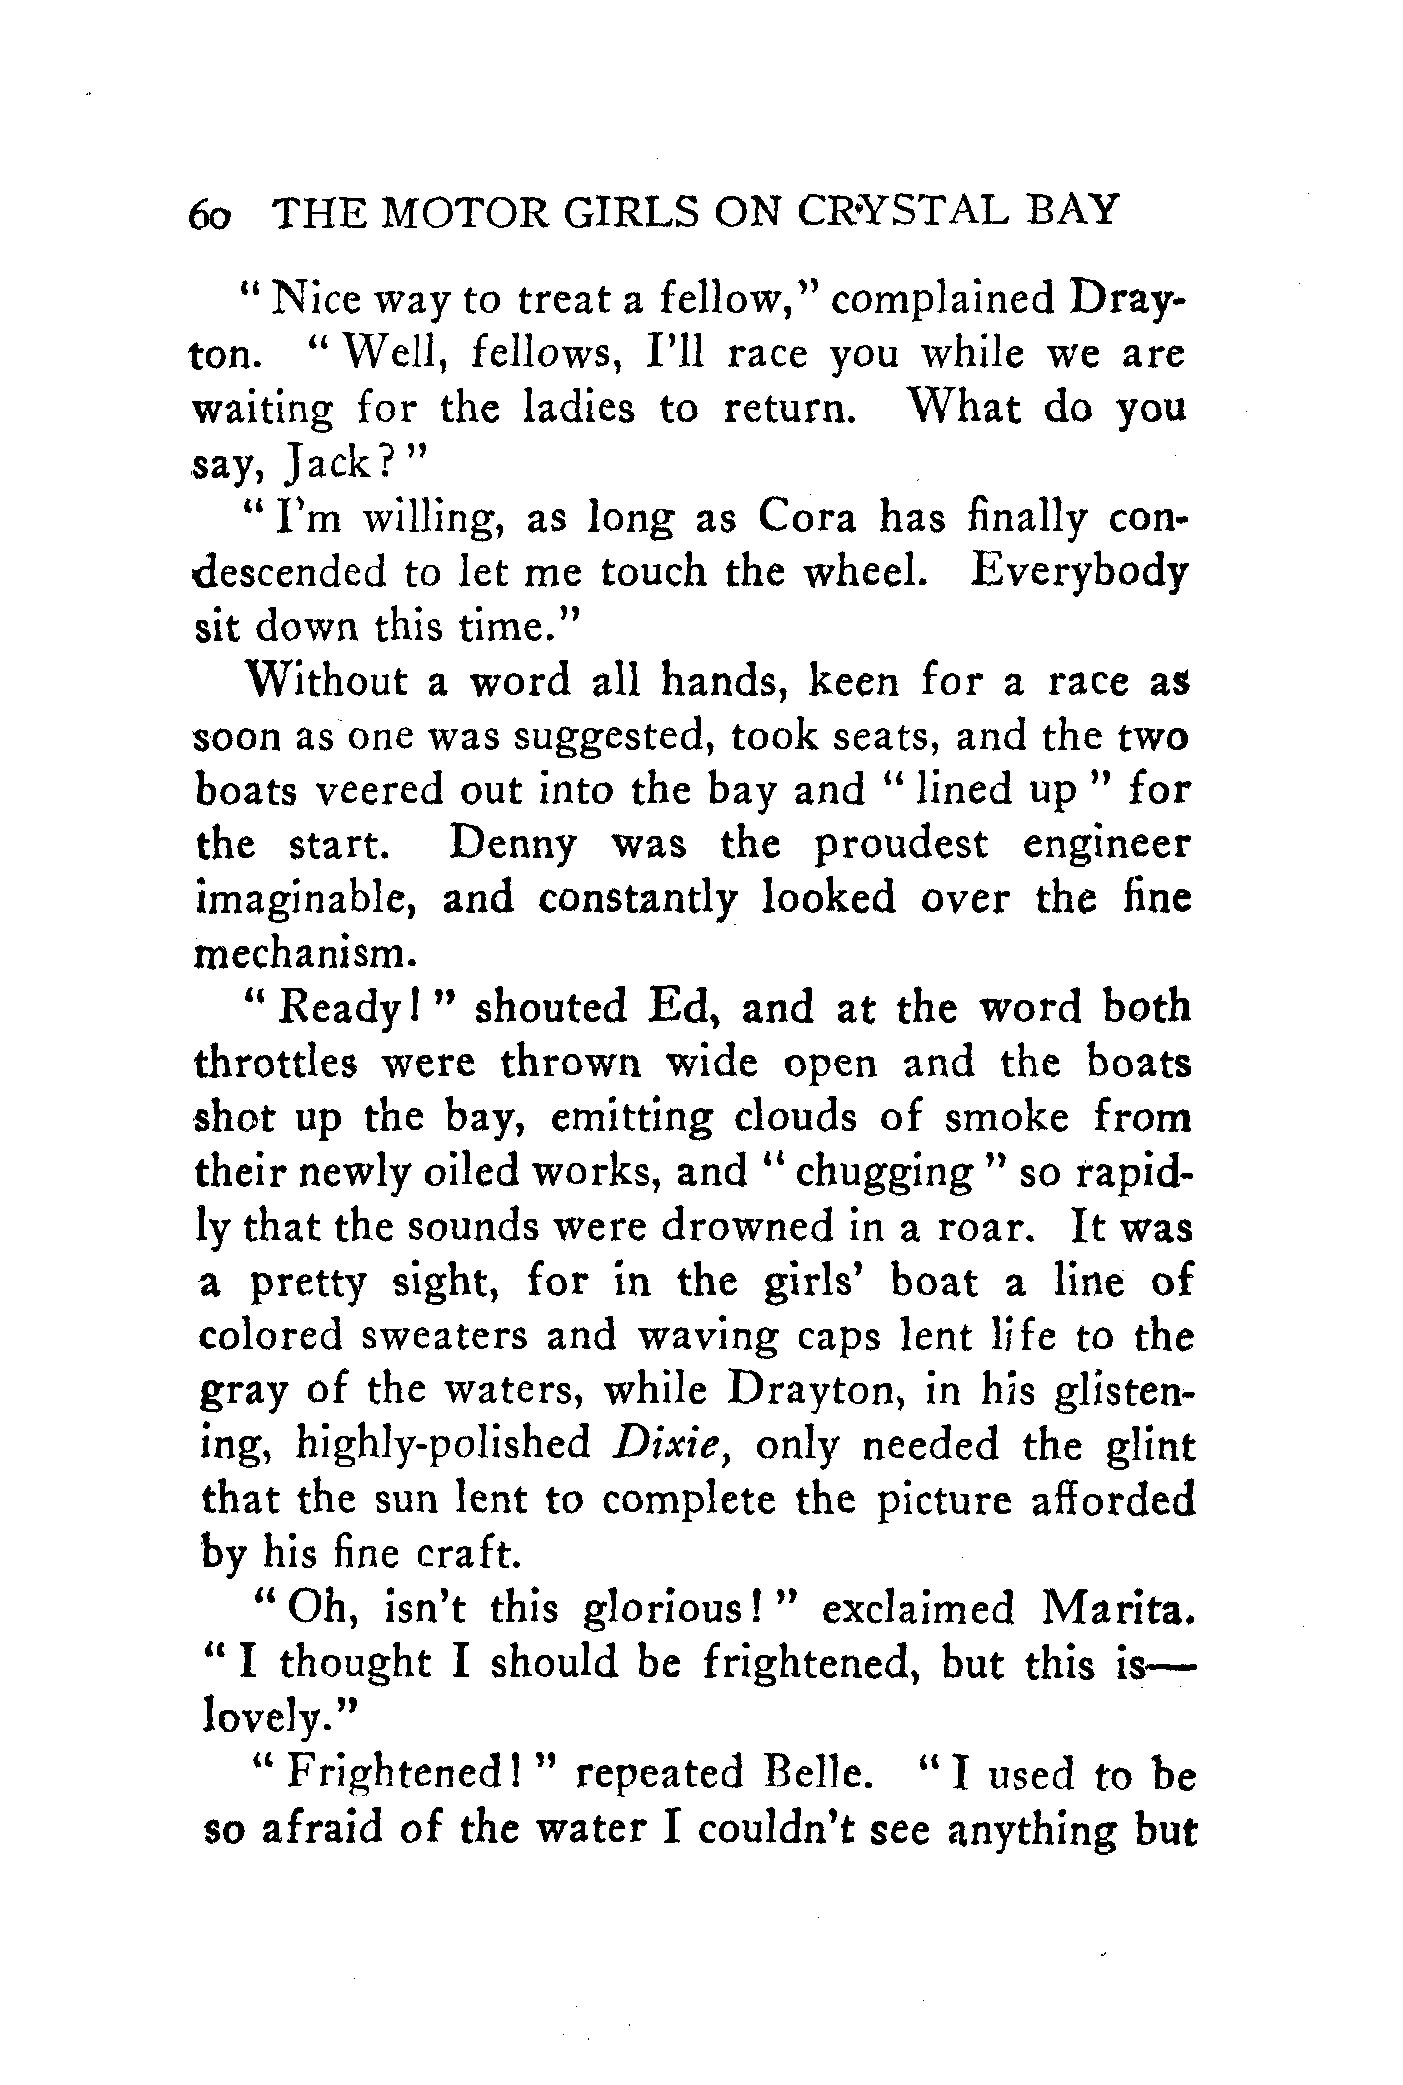 60 THE MOTOR GIRLS ON CRYSTAL BAY
" Nice way to treat a fellow," complained Dray-
ton. " Well, fellows, I'll race you while we are
waiting for the ladies to return. What do you
say, Jack? "
" I'm willing, as long as Cora has finally con-
descended to let me touch the wheel. Everybody
sit down this time."
Without a word all hands, keen for a race as
soon as one was suggested, took seats, and the two
boats veered out into the bay and " lined up " for
the start. Denny was the proudest engineer
imaginable, and constantly looked over the fine
mechanism.
" Ready! " shouted Ed, and at the word both
throttles were thrown wide open and the boats
shot up the bay, emitting clouds of smoke from
their newly oiled works, and " chugging " so rapid-
ly that the sounds were drowned in a roar. It was
a pretty sight, for in the girls' boat a line of
colored sweaters and waving caps lent life to the
gray of the waters, while Drayton, in his glisten-
ing, highly-polished Dixie, only needed the glint
that the sun lent to complete the picture afforded
by his fine craft.
" Oh, isn't this glorious! " exclaimed Marita.
" I thought I should be frightened, but this is—
lovely."
" Frightened! " repeated Belle. " I used to be
so afraid of the water I couldn't see anything but